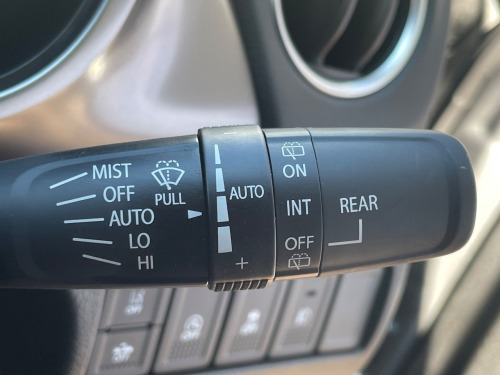 MIST
OFF
AUTO
LO
HI
PULL
−
AUTO
+
ON
INT
OFF
REAR